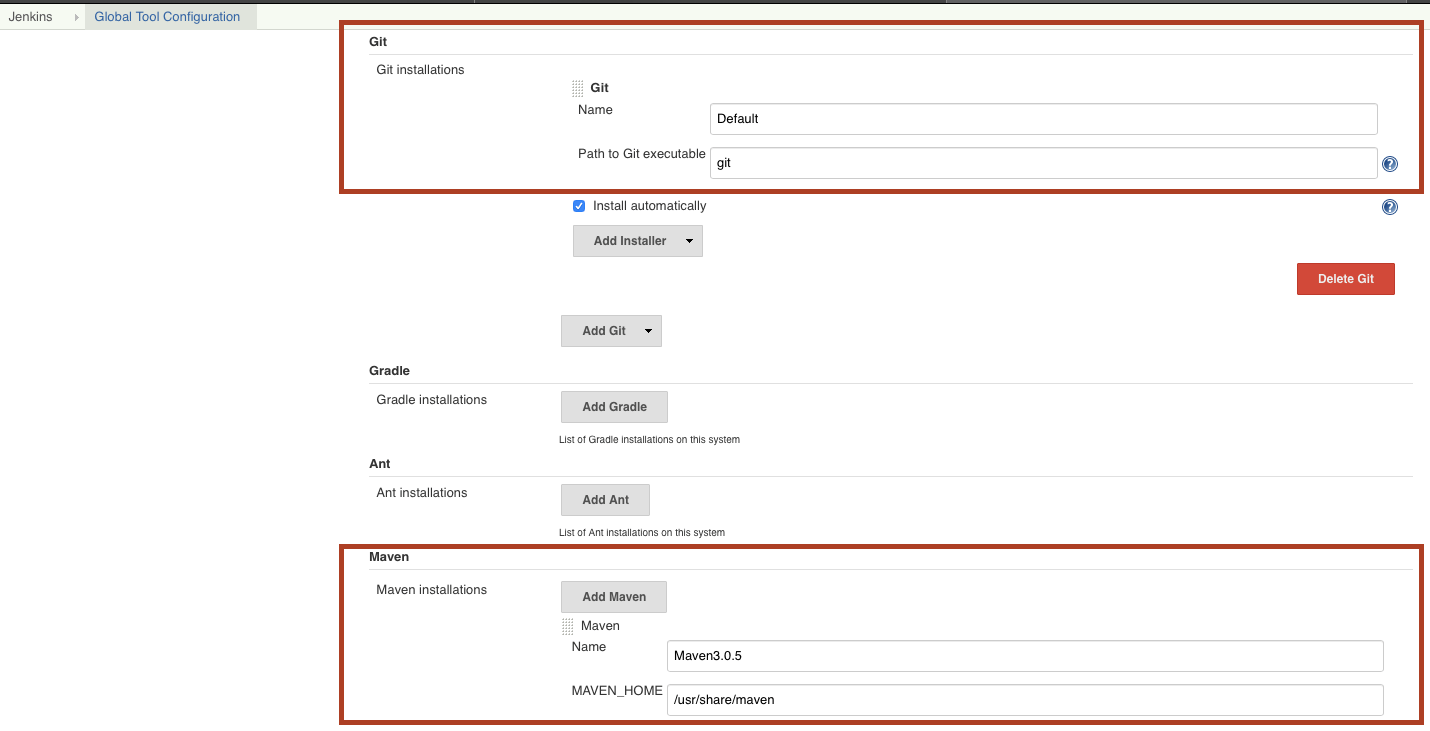 Jenkins
Global Tool Configuration
Git
Git installations
Git
Name
Default
Path to Git executable
git
?
Install automatically
?
Add Installer
Delete Git
Add Git
Gradle
Gradle installations
Add Gradle
List of Gradle installations on this system
Ant
Ant installations
Add Ant
List of Ant installations on this system
Maven
Maven installations
Add Maven
Maven
Name
Maven3.0.5
MAVEN_HOME
/usr/share/maven